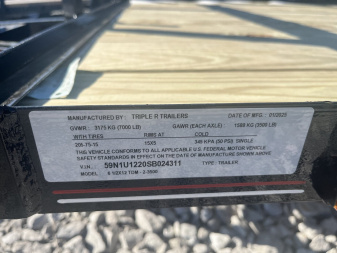 MANUFACTURED BY: TRIPLE R TRAILERS DATE OF MFG.: 01/2025
GVWR: 3175 KG (7000 LB) GAWR (EACH AXLE) 1588 KG (3500 LB)
WITH TIRES RIMS AT COLD
205-75-15 15X5 345 KPA (50 PSI) SINGLE
THIS VEHICLE CONFORMS TO ALL APPLICABLE U.S. FEDERAL MOTOR VEHICLE
SAFETY STANDARDS IN EFFECT ON THE DATE OF MANUFACTURE SHOWN ABOVE
V.I.N.: 59N1U1220SB024311 TYPE: TRAILER
MODEL: